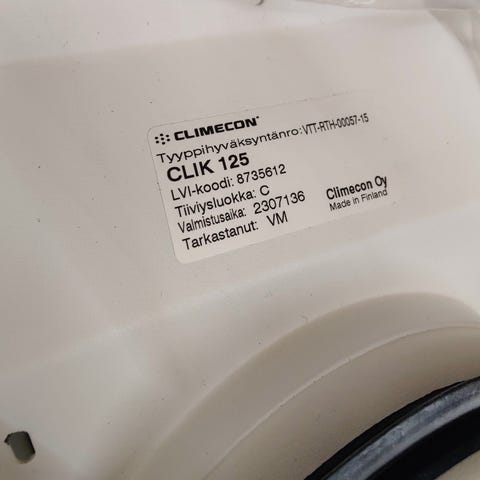 CLIMECON
Tyyppihyväksyntänro: VTT-RTH-00057-15
CLIK 125
LVI-koodi: 8735612
Tiiviysluokka: C
Valmistusaika: 2307136
Tarkastanut: VM
Climecon Oy
Made in Finland